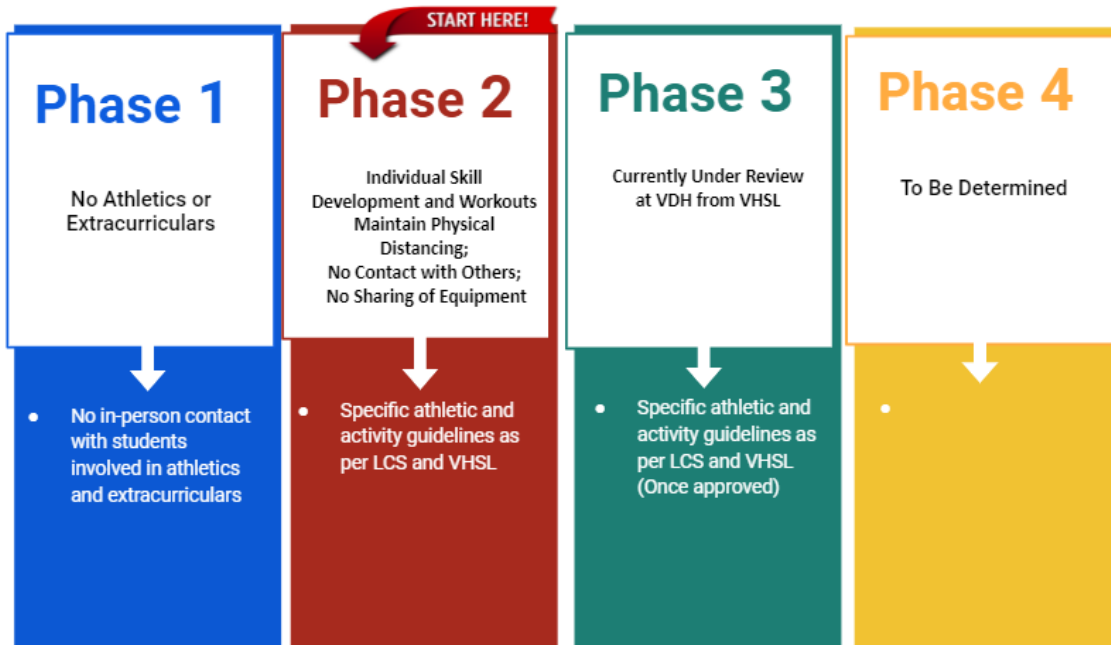 START HERE!
Phase 1
No Athletics or
Extracurriculars
• No in-person contact
with students
involved in athletics
and extracurriculars
Phase 2
Individual Skill
Development and Workouts
Maintain Physical
Distancing;
No Contact with Others;
No Sharing of Equipment
• Specific athletic and
activity guidelines as
per LCS and VHSL
Phase 3
Currently Under Review
at VDH from VHSL
• Specific athletic and
activity guidelines as
per LCS and VHSL
(Once approved)
Phase 4
To Be Determined
•